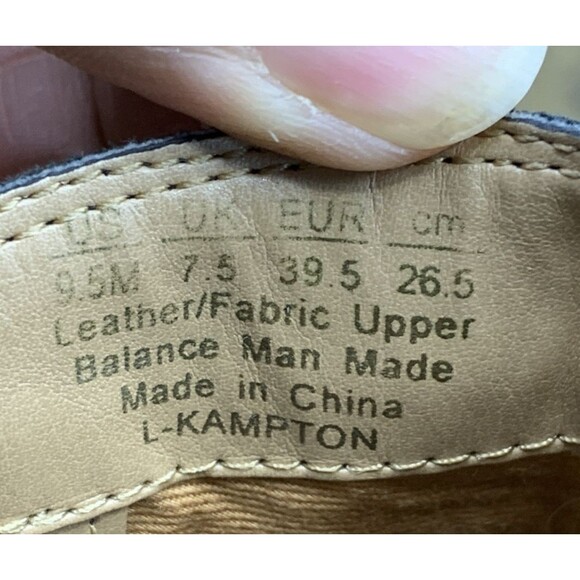 US UK EUR cm
9.5M 7.5 39.5 26.5
Leather/Fabric Upper
Balance Man Made
Made in China
L-KAMPTON